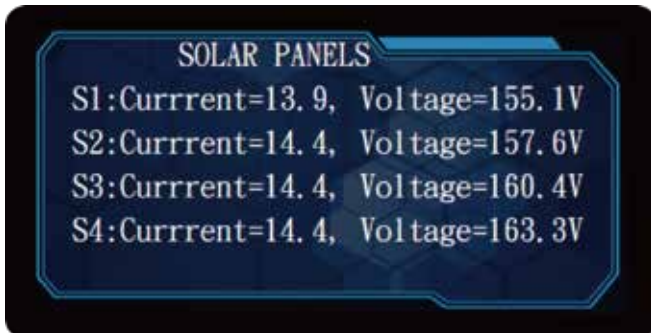 SOLAR PANELS
S1:Currrent=13.9, Voltage=155.1V
S2:Currrent=14.4, Voltage=157.6V
S3:Currrent=14.4, Voltage=160.4V
S4:Currrent=14.4, Voltage=163.3V